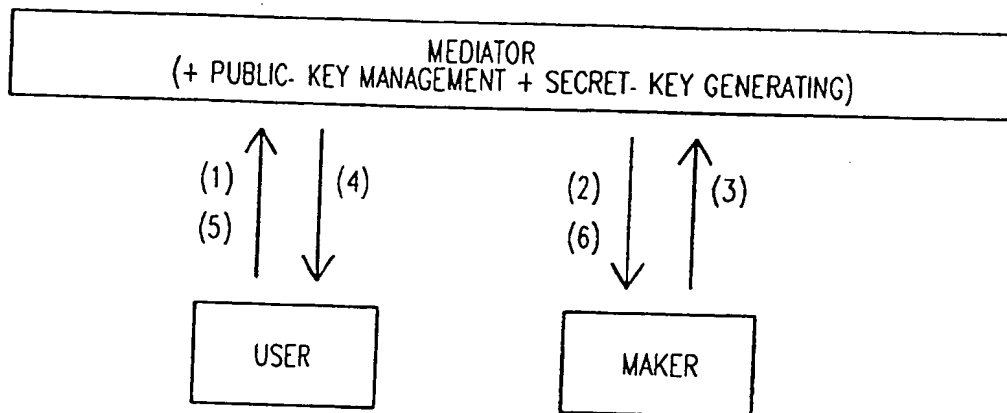 MEDIATOR
(+ PUBLIC- KEY MANAGEMENT + SECRET- KEY GENERATING)
(1)
(4)
(2)
(3)
(5)
(6)
USER
MAKER